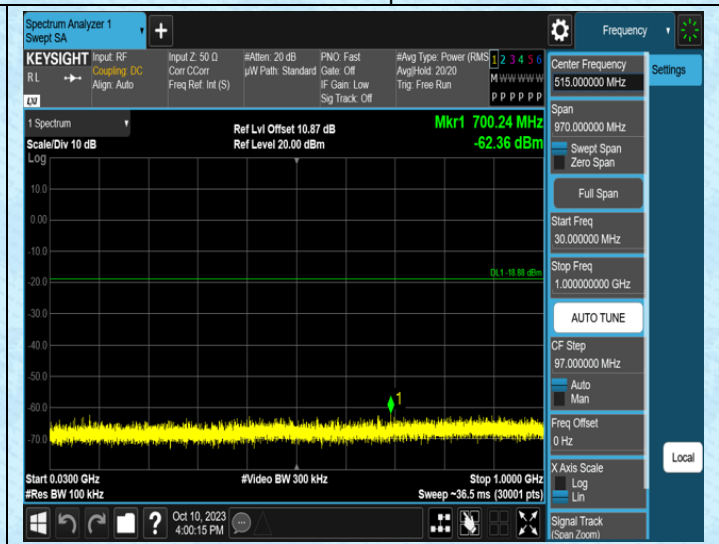 Spectrum Analyzer 1
Swept SA
+
Frequency
KEYSIGHT
RL
LXI
Input: RF
Coupling: DC
Align: Auto
Input Z: 50 Ω
Corr CCorr
Freq Ref: Int (S)
#Atten: 20 dB
µW Path: Standard
PNO: Fast
Gate: Off
IF Gain: Low
Sig Track: Off
#Avg Type: Power (RMS
Avg|Hold: 20/20
Trig: Free Run
1 2 3 4 5 6
M W W W W W
P P P P P P
1 Spectrum
Scale/Div 10 dB
Log
Ref Lvl Offset 10.87 dB
Ref Level 20.00 dBm
Mkr1 700.24 MHz
-62.36 dBm
10.0
0.00
-10.0
-20.0
-30.0
-40.0
-50.0
-60.0
-70.0
DL1 -18.88 dBm
1
Start 0.0300 GHz
#Res BW 100 kHz
#Video BW 300 kHz
Stop 1.0000 GHz
Sweep ~36.5 ms (30001 pts)
Center Frequency
515.000000 MHz
Span
970.000000 MHz
Swept Span
Zero Span
Full Span
Start Freq
30.000000 MHz
Stop Freq
1.000000000 GHz
AUTO TUNE
CF Step
97.000000 MHz
Auto
Man
Freq Offset
0 Hz
X Axis Scale
Log
Lin
Signal Track
(Span Zoom)
Settings
Local
?
Oct 10, 2023
4:00:15 PM